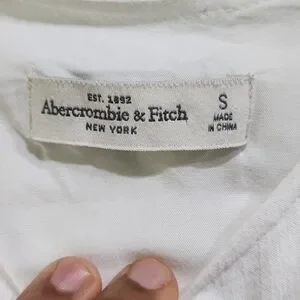 EST. 1892
Abercrombie & Fitch
NEW YORK
S
MADE
IN CHINA